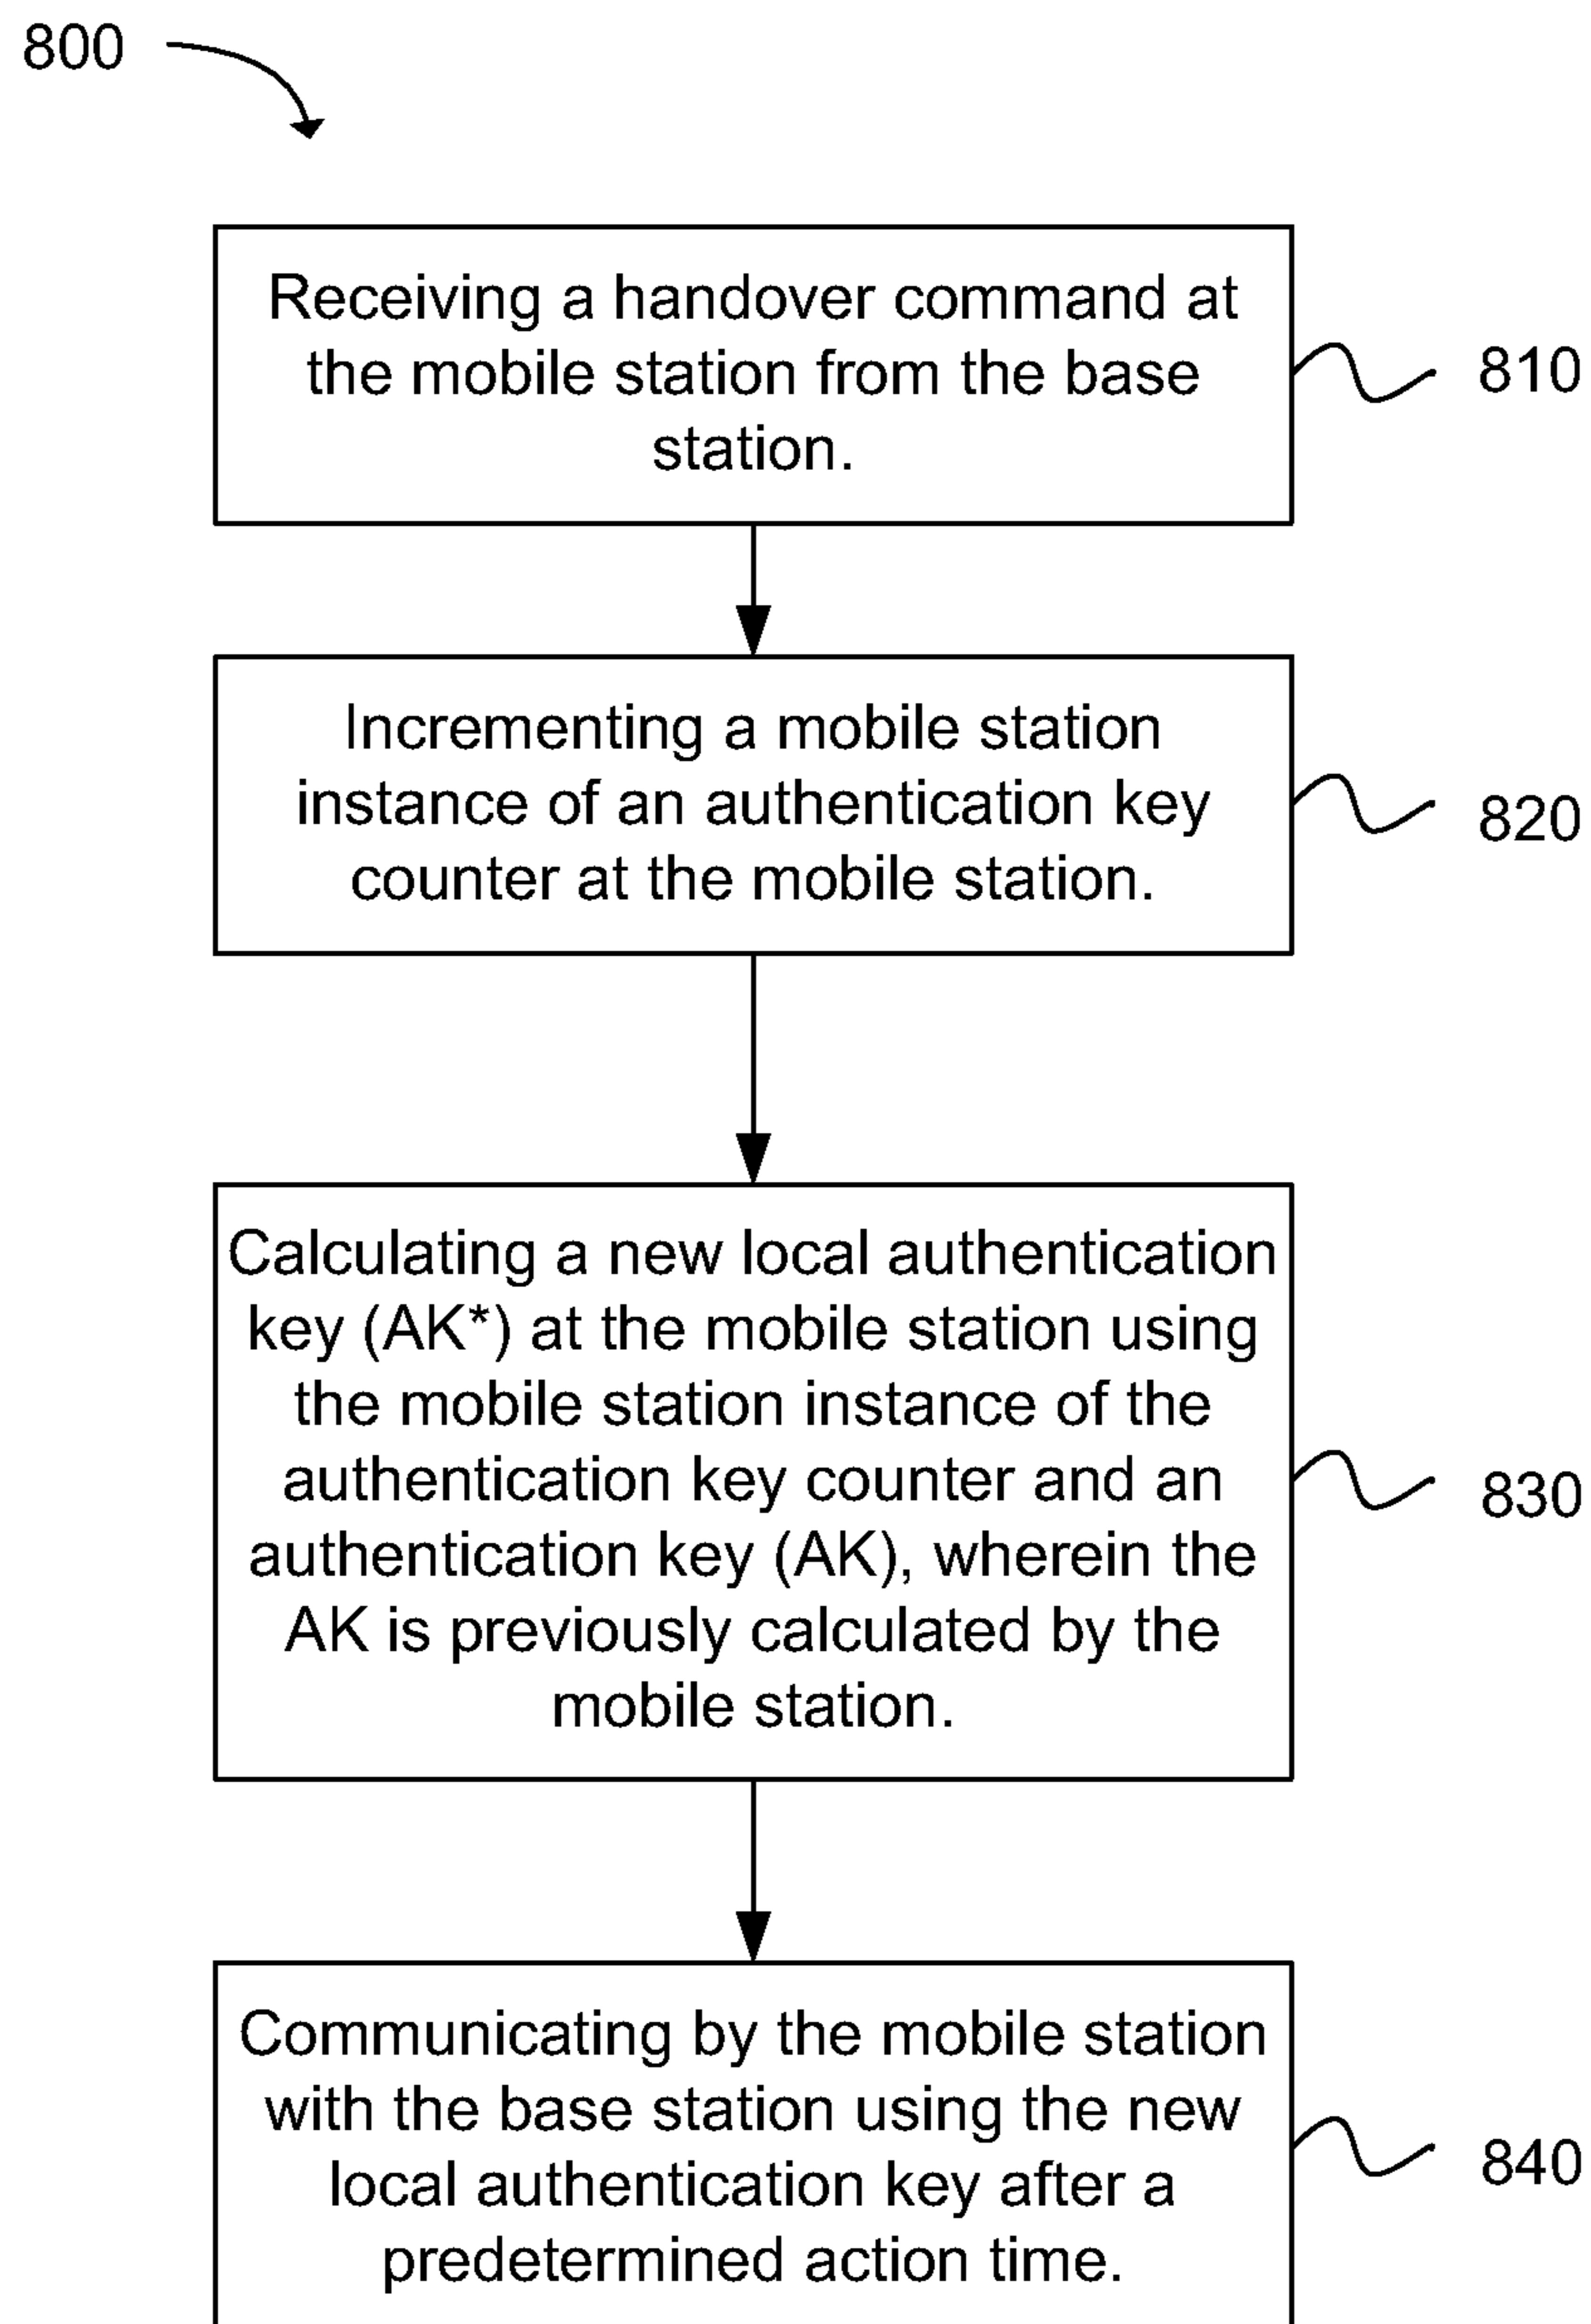 800
Receiving a handover command at
the mobile station from the base
station.
810
Incrementing a mobile station
instance of an authentication key
counter at the mobile station.
820
Calculating a new local authentication
key (AK*) at the mobile station using
the mobile station instance of the
authentication key counter and an
authentication key (AK), wherein the
AK is previously calculated by the
mobile station.
830
Communicating by the mobile station
with the base station using the new
local authentication key after a
predetermined action time.
840